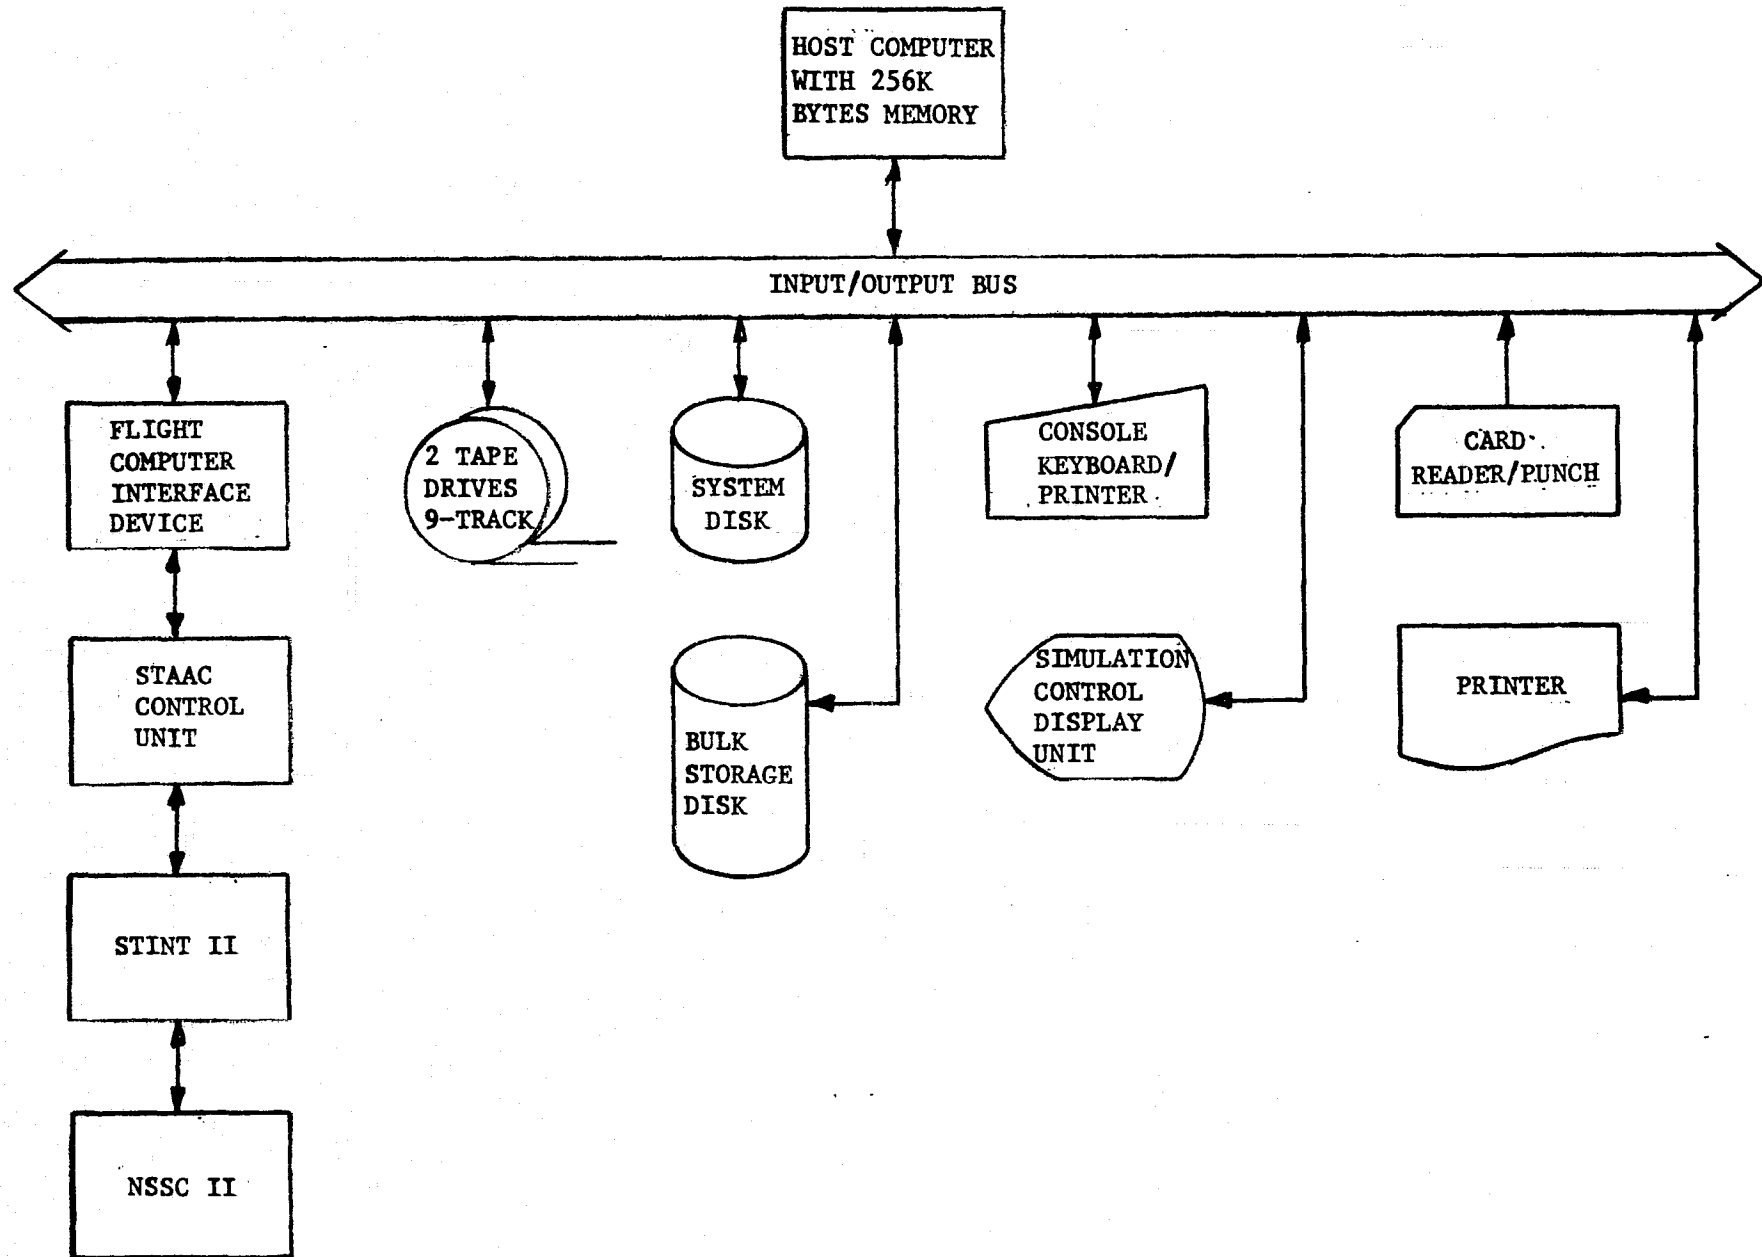 HOST COMPUTER
WITH 256K
BYTES MEMORY
INPUT/OUTPUT BUS
FLIGHT
COMPUTER
INTERFACE
DEVICE
2 TAPE
DRIVES
9-TRACK
SYSTEM
DISK
CONSOLE
KEYBOARD/
PRINTER
CARD
READER/PUNCH
STAAC
CONTROL
UNIT
BULK
STORAGE
DISK
SIMULATION
CONTROL
DISPLAY
UNIT
PRINTER
STINT II
NSSC II